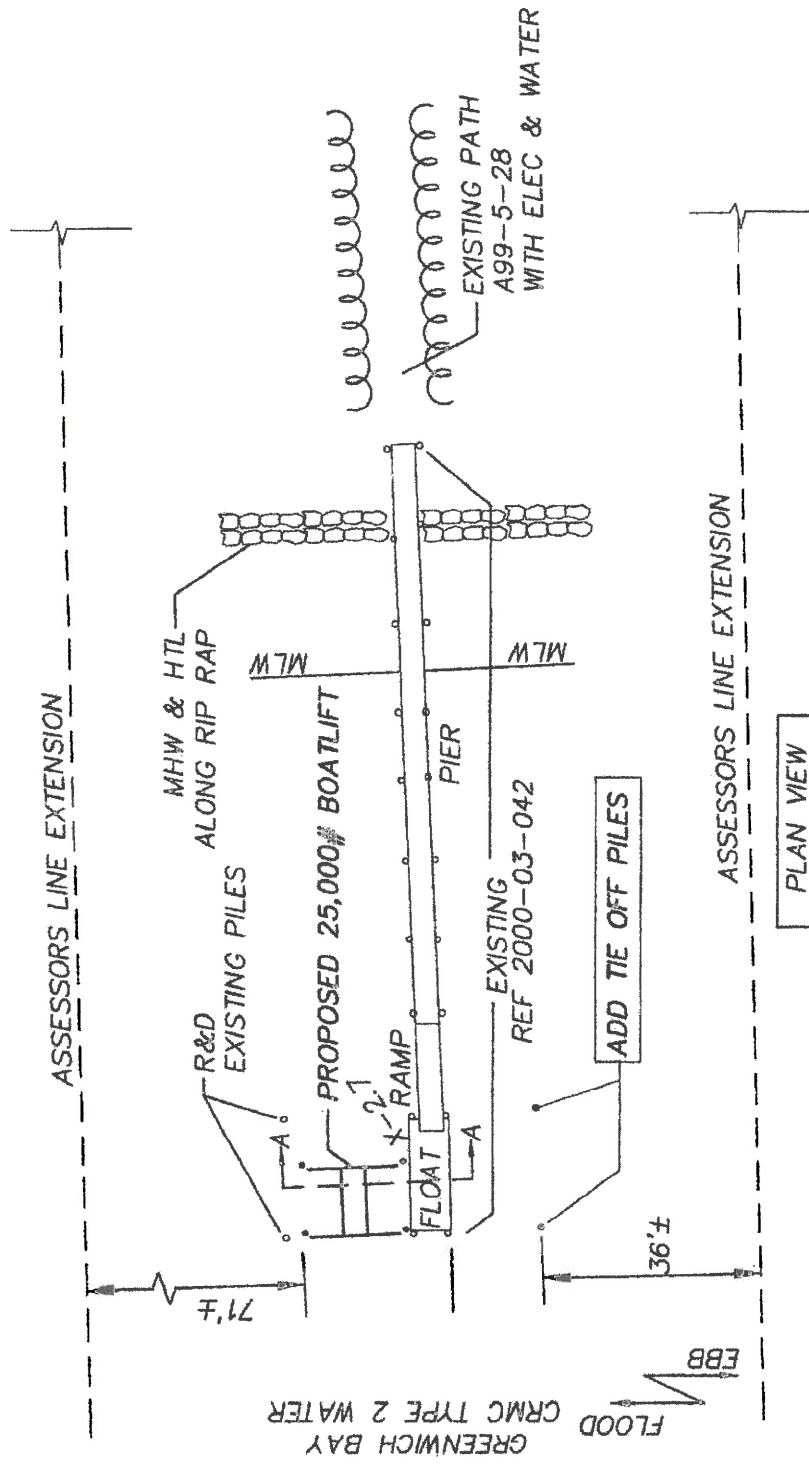 ASSESSORS LINE EXTENSION
MHW & HTL
ALONG RIP RAP
R&D
EXISTING PILES
PROPOSED 25,000# BOATLIFT
MLW
MLW
EXISTING PATH
A99-5-28
WITH ELEC & WATER
A
A
X-2.7
RAMP
FLOAT
PIER
EXISTING
REF 2000-03-042
ADD TIE OFF PILES
71'±
36'±
ASSESSORS LINE EXTENSION
GREENWICH BAY
CRMC TYPE 2 WATER
FLOOD
EBB
PLAN VIEW